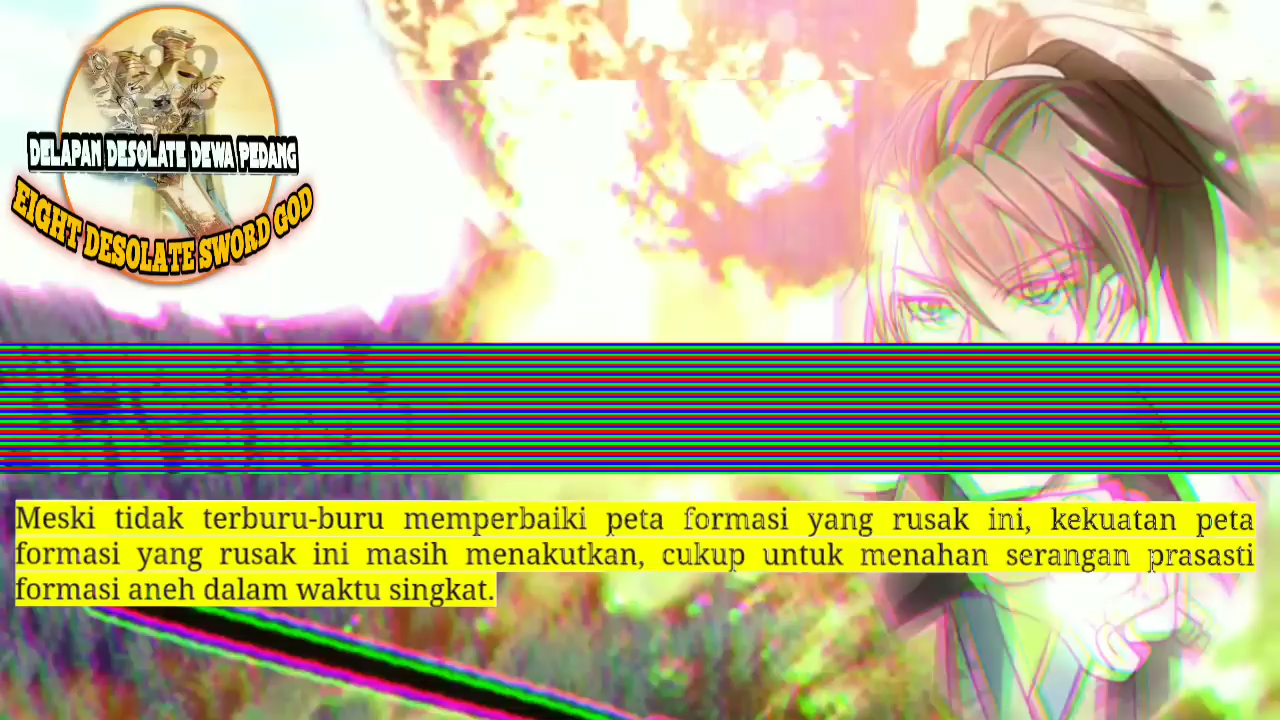 DELAPAN DESOLATE DEWA PEDANG
EIGHT DESOLATE SWORD GOD
Meski tidak terburu-buru memperbaiki peta formasi yang rusak ini, kekuatan peta
formasi yang rusak ini masih menakutkan, cukup untuk menahan serangan prasasti
formasi aneh dalam waktu singkat.